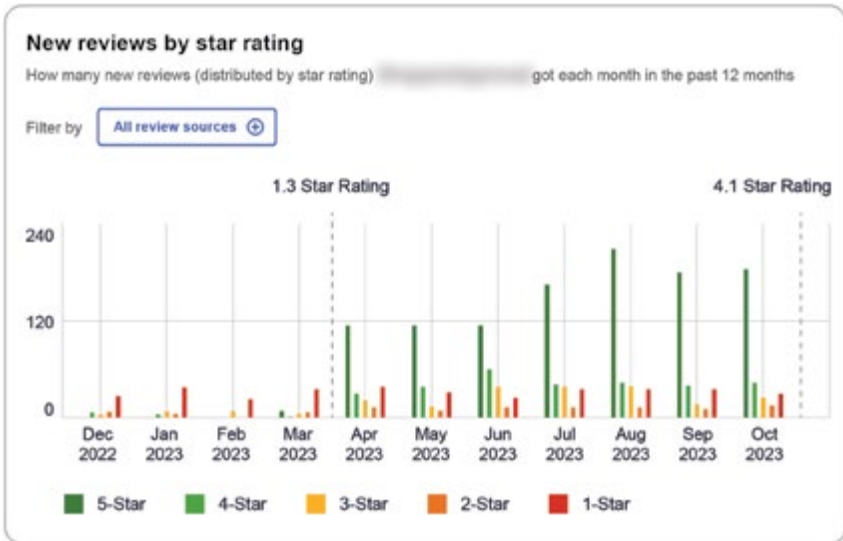 New reviews by star rating
How many new reviews (distributed by star rating) got each month in the past 12 months
Filter by All review sources
1.3 Star Rating 4.1 Star Rating
240
120
0
Dec Jan Feb Mar Apr May Jun Jul Aug Sep Oct
2022 2023 2023 2023 2023 2023 2023 2023 2023 2023 2023
5-Star 4-Star 3-Star 2-Star 1-Star